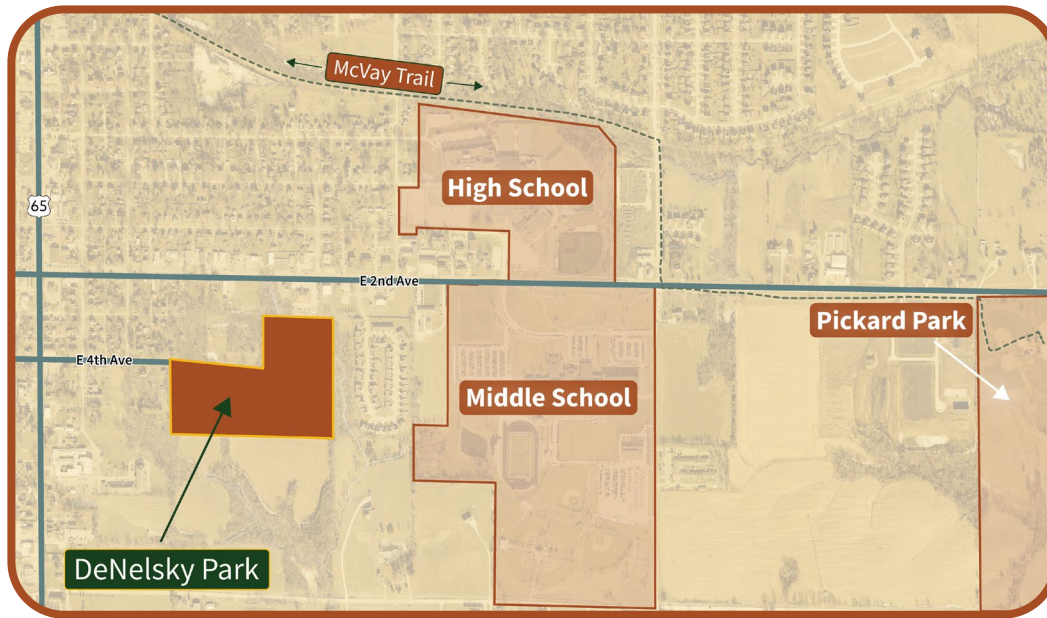 McVay Trail
High School
65
E 2nd Ave
Pickard Park
E 4th Ave
Middle School
DeNelsky Park